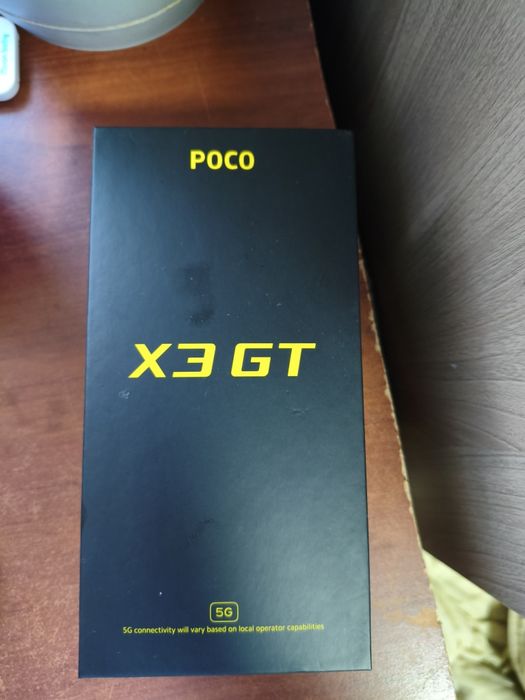 POCO
X3 GT
5G
5G connectivity will vary based on local operator capabilities